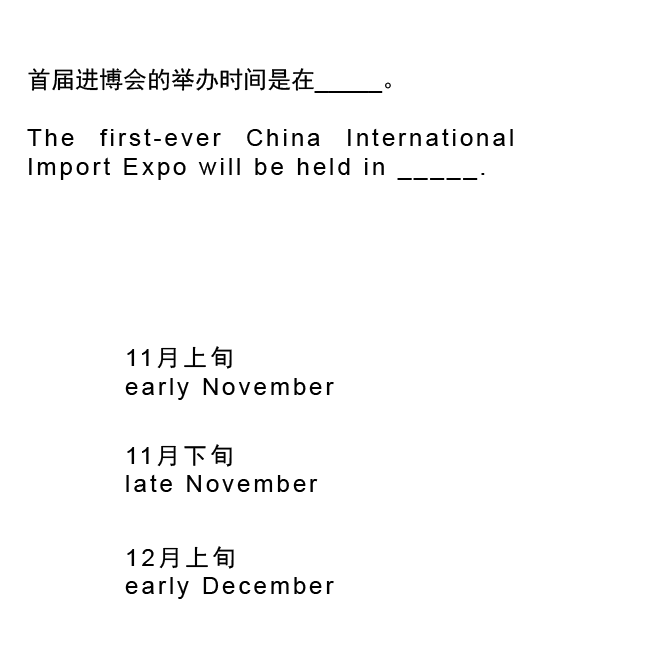 首届进博会的举办时间是在_____。
The first-ever China International
Import Expo will be held in _____.
11月上旬
early November
11月下旬
late November
12月上旬
early December